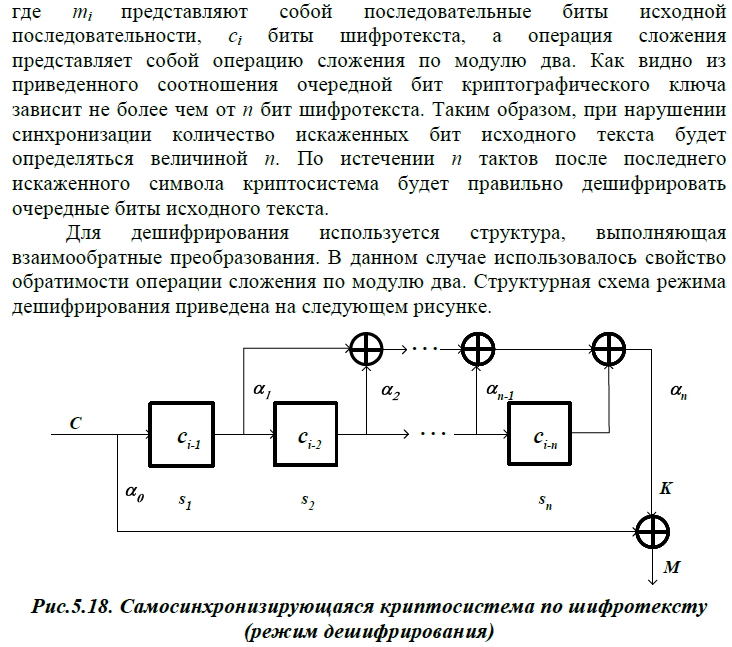 где mᵢ представляют собой последовательные биты исходной
последовательности, cᵢ биты шифротекста, а операция сложения
представляет собой операцию сложения по модулю два. Как видно из
приведенного соотношения очередной бит криптографического ключа
зависит не более чем от n бит шифротекста. Таким образом, при нарушении
синхронизации количество искаженных бит исходного текста будет
определяться величиной n. По истечении n тактов после последнего
искаженного символа криптосистема будет правильно дешифрировать
очередные биты исходного текста.
Для дешифрирования используется структура, выполняющая
взаимообратные преобразования. В данном случае использовалось свойство
обратимости операции сложения по модулю два. Структурная схема режима
дешифрирования приведена на следующем рисунке.
· · ·
α₁ α₂ αₙ₋₁ αₙ
C cᵢ₋₁ cᵢ₋₂ · · · cᵢ₋ₙ
α₀ s₁ s₂ sₙ K
M
Рис.5.18. Самосинхронизирующаяся криптосистема по шифротексту
(режим дешифрирования)